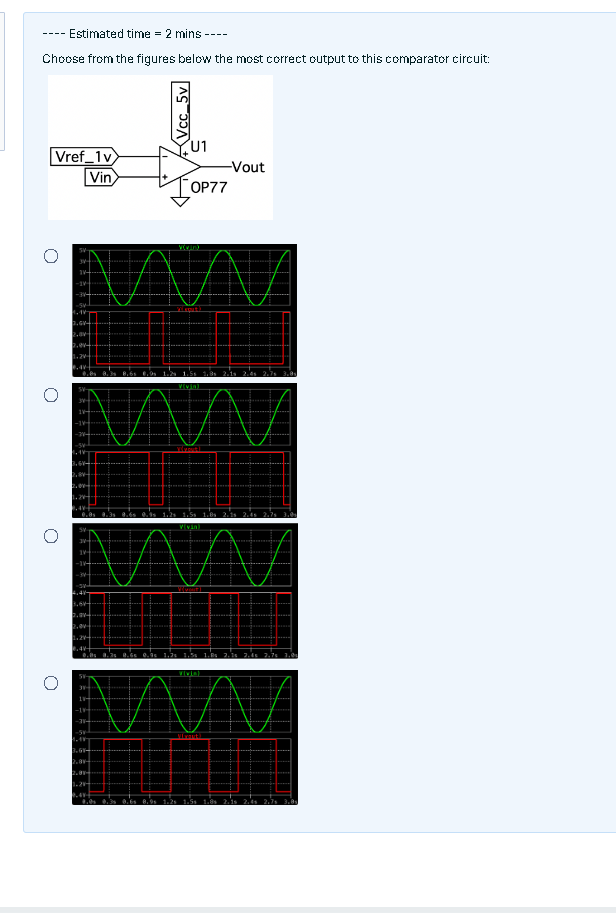 ---- Estimated time = 2 mins ----
Choose from the figures below the most correct output to this comparator circuit:
Vcc_5v
U1
Vref_1v
Vout
Vin
OP77
V(vin)
5V
3V
1V
-1V
-3V
-5V
V(vout)
4.4V
3.6V
2.8V
2.0V
1.2V
0.4V
0.0s 0.3s 0.6s 0.9s 1.2s 1.5s 1.8s 2.1s 2.4s 2.7s 3.0s
V(vin)
5V
3V
1V
-1V
-3V
-5V
V(vout)
4.4V
3.6V
2.8V
2.0V
1.2V
0.4V
0.0s 0.3s 0.6s 0.9s 1.2s 1.5s 1.8s 2.1s 2.4s 2.7s 3.0s
V(vin)
5V
3V
1V
-1V
-3V
-5V
V(vout)
4.4V
3.6V
2.8V
2.0V
1.2V
0.4V
0.0s 0.3s 0.6s 0.9s 1.2s 1.5s 1.8s 2.1s 2.4s 2.7s 3.0s
V(vin)
5V
3V
1V
-1V
-3V
-5V
V(vout)
4.4V
3.6V
2.8V
2.0V
1.2V
0.4V
0.0s 0.3s 0.6s 0.9s 1.2s 1.5s 1.8s 2.1s 2.4s 2.7s 3.0s